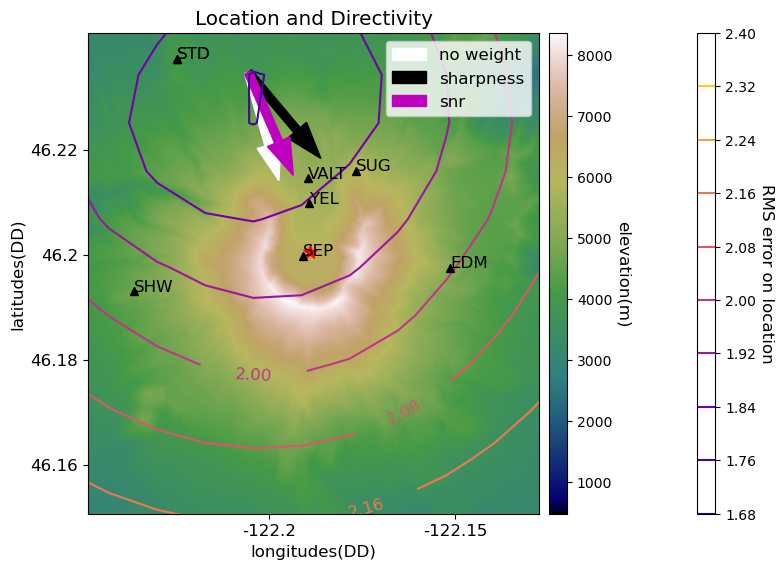 Location and Directivity
no weight
sharpness
snr
STD
VALT
SUG
YEL
SEP
EDM
SHW
2.00
2.08
2.16
46.22
46.2
46.18
46.16
latitudes(DD)
-122.2
-122.15
longitudes(DD)
8000
7000
6000
5000
4000
3000
2000
1000
elevation(m)
2.40
2.32
2.24
2.16
2.08
2.00
1.92
1.84
1.76
1.68
RMS error on location